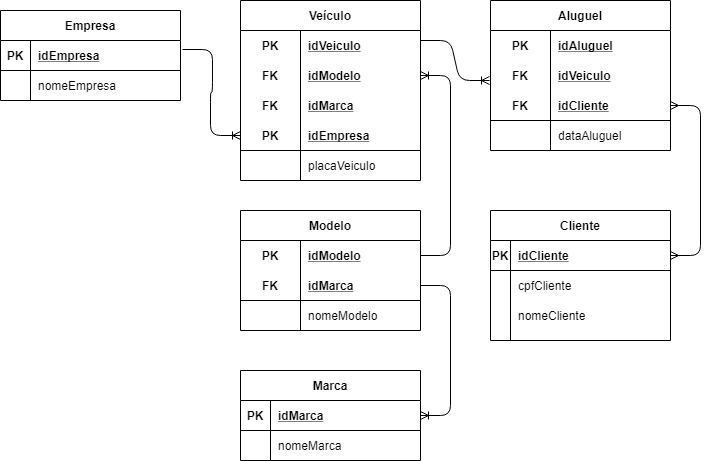 Empresa
PK idEmpresa
nomeEmpresa
Veículo
PK idVeiculo
FK idModelo
FK idMarca
PK idEmpresa
placaVeiculo
Aluguel
PK idAluguel
FK idVeiculo
FK idCliente
dataAluguel
Modelo
PK idModelo
FK idMarca
nomeModelo
Cliente
PK idCliente
cpfCliente
nomeCliente
Marca
PK idMarca
nomeMarca